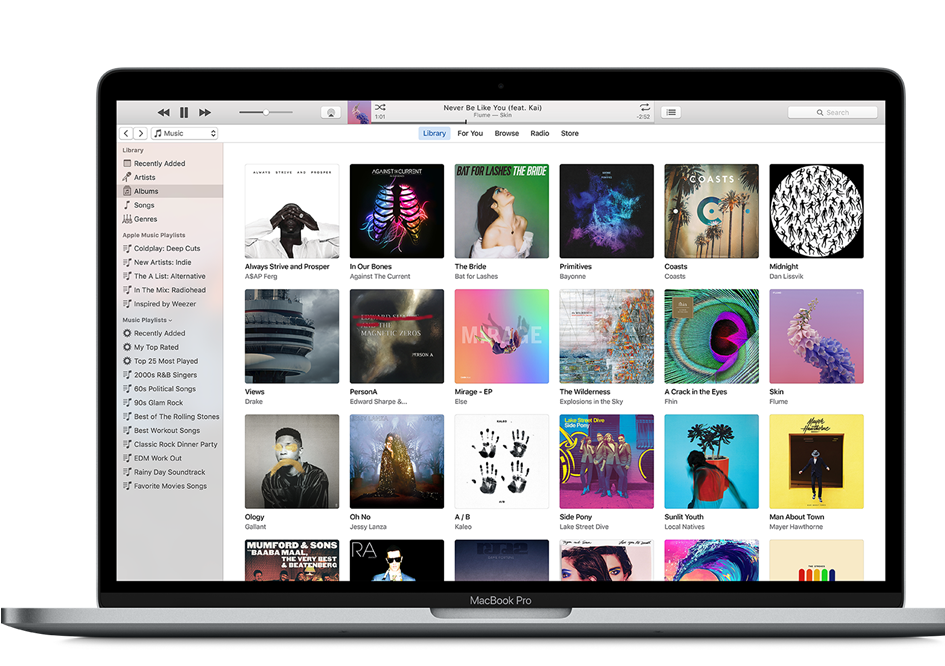 Never Be Like You (feat. Kai)
Flume — Skin
1:01
-2:52
Search
Music
Library
For You
Browse
Radio
Store
Library
Recently Added
Artists
Albums
Songs
Genres
Apple Music Playlists
Coldplay: Deep Cuts
New Artists: Indie
The A List: Alternative
In The Mix: Radiohead
Inspired by Weezer
Music Playlists
Recently Added
My Top Rated
Top 25 Most Played
2000s R&B Singers
60s Political Songs
90s Glam Rock
Best of The Rolling Stones
Best Workout Songs
Classic Rock Dinner Party
EDM Work Out
Rainy Day Soundtrack
Favorite Movies Songs
ALWAYS STRIVE AND PROSPER
AGAINST THE CURRENT
BAT FOR LASHES THE BRIDE
COASTS
Always Strive and Prosper
A$AP Ferg
In Our Bones
Against The Current
The Bride
Bat for Lashes
Primitives
Bayonne
Coasts
Coasts
Midnight
Dan Lissvik
THE
MAGNETIC ZEROS
PERSON A
MIRAGE
Views
Drake
PersonA
Edward Sharpe &...
Mirage - EP
Else
The Wilderness
Explosions in the Sky
A Crack in the Eyes
Fhin
Skin
Flume
KALEO
A/B
Lake Street Dive
Side Pony
Mayer
Hawthorne
Ology
Gallant
Oh No
Jessy Lanza
A / B
Kaleo
Side Pony
Lake Street Dive
Sunlit Youth
Local Natives
Man About Town
Mayer Hawthorne
MUMFORD & SONS
WITH BAABA MAAL,
THE VERY BEST
& BEATENBERG
RA
MacBook Pro